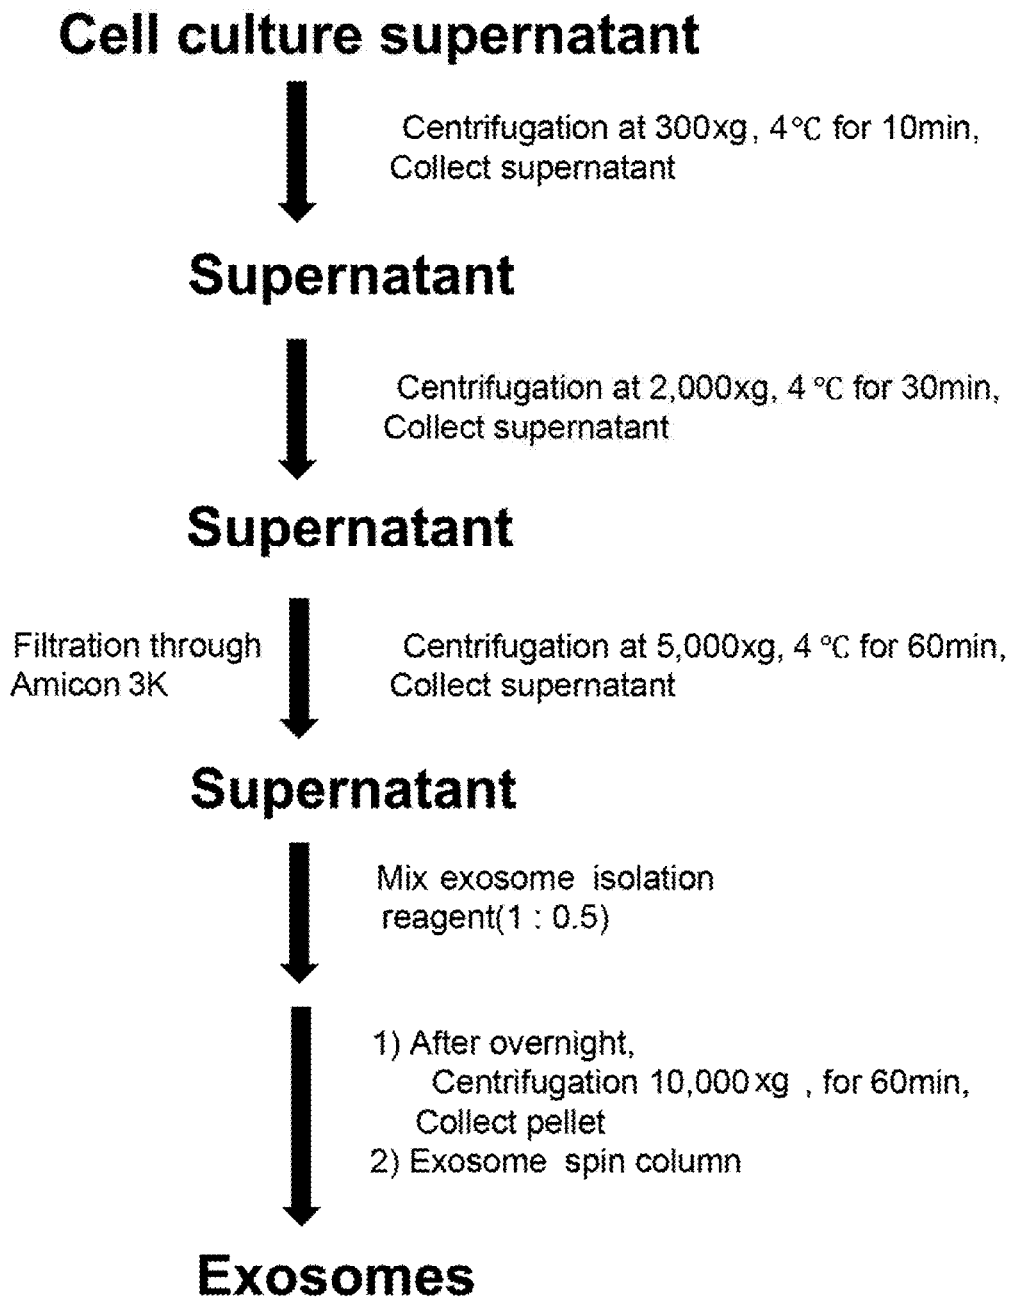 Cell culture supernatant
Centrifugation at 300xg, 4℃ for 10min,
Collect supernatant
Supernatant
Centrifugation at 2,000xg, 4 ℃ for 30min,
Collect supernatant
Supernatant
Filtration through
Amicon 3K
Centrifugation at 5,000xg, 4 ℃ for 60min,
Collect supernatant
Supernatant
Mix exosome isolation
reagent(1 : 0.5)
1) After overnight,
Centrifugation 10,000xg , for 60min,
Collect pellet
2) Exosome spin column
Exosomes